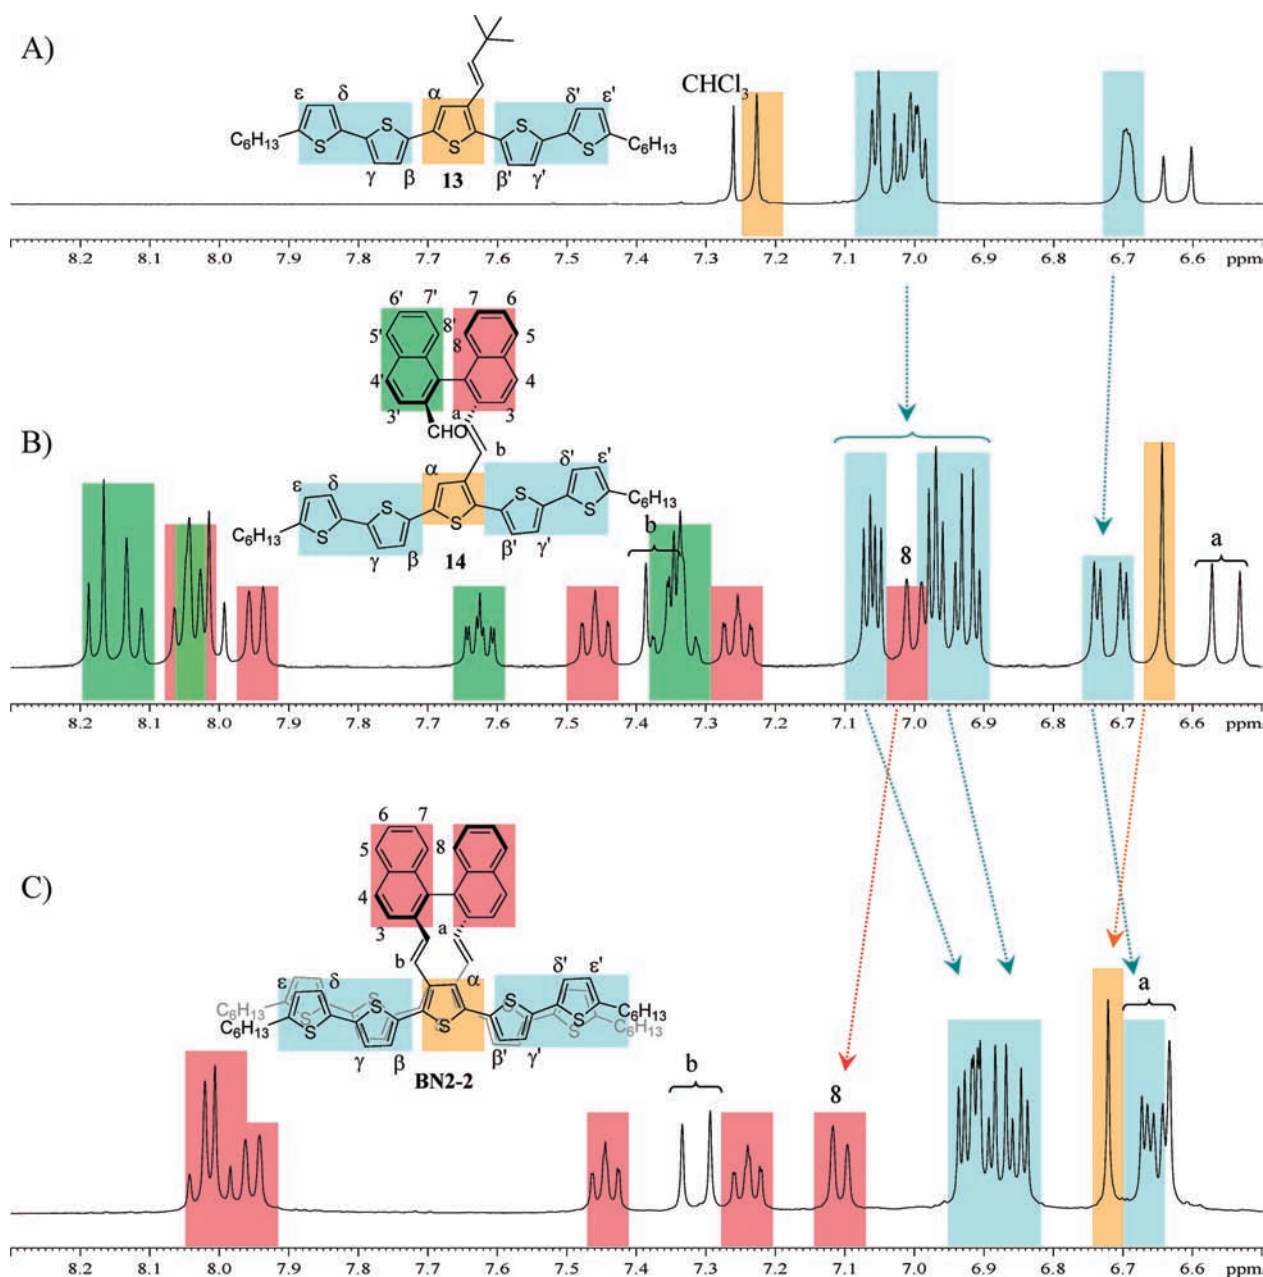 A)
CHCl₃
ε δ α δ' ε'
C₆H₁₃ S S S S S C₆H₁₃
γ β 13 β' γ'
8.2 8.1 8.0 7.9 7.8 7.7 7.6 7.5 7.4 7.3 7.2 7.1 7.0 6.9 6.8 6.7 6.6 ppm
B)
6' 7' 7 6
5' 8' 8 5
4' 4
3' a 3
CHO b
ε δ α δ' ε'
C₆H₁₃ S S S S S C₆H₁₃
γ β 14 β' γ'
b 8 a
8.2 8.1 8.0 7.9 7.8 7.7 7.6 7.5 7.4 7.3 7.2 7.1 7.0 6.9 6.8 6.7 6.6 ppm
C)
6 7
5 8
4
3 a
b α
ε δ δ' ε'
C₆H₁₃ S S S S S C₆H₁₃
C₆H₁₃ S S S S S C₆H₁₃
γ β β' γ'
BN2-2
b 8 a
8.2 8.1 8.0 7.9 7.8 7.7 7.6 7.5 7.4 7.3 7.2 7.1 7.0 6.9 6.8 6.7 6.6 ppm